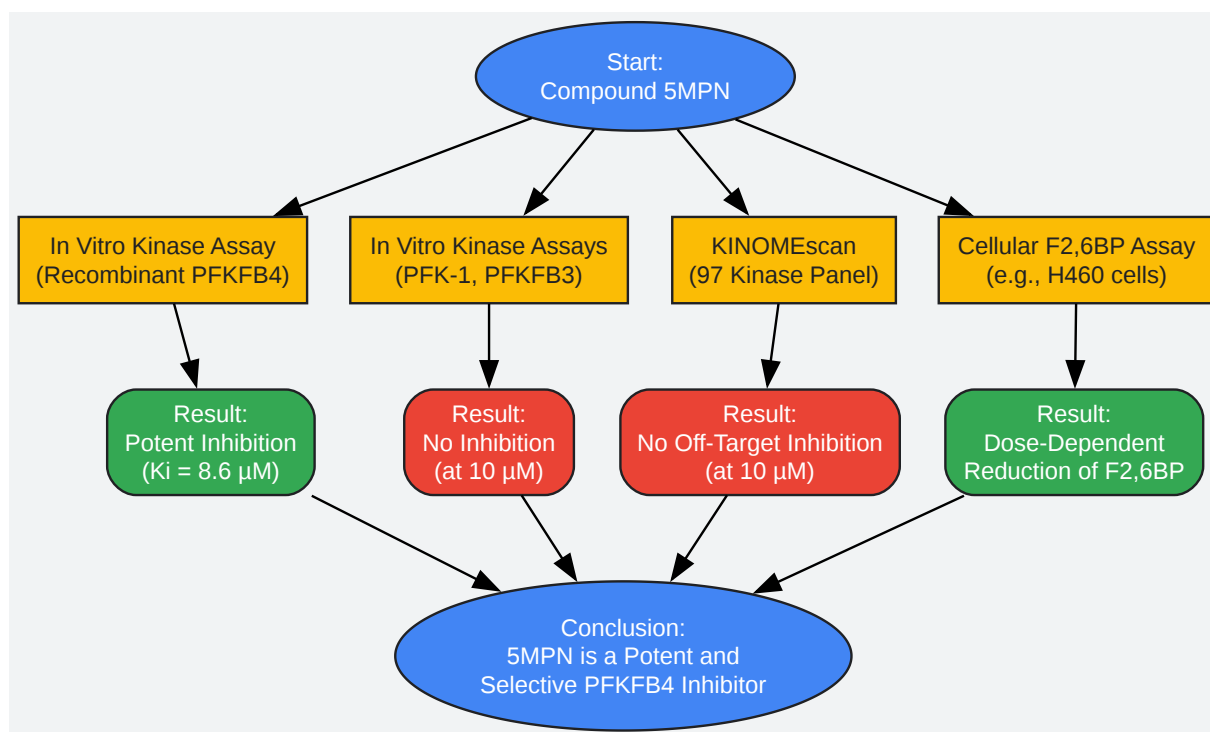 Start:
Compound 5MPN
In Vitro Kinase Assay
(Recombinant PFKFB4)
In Vitro Kinase Assays
(PFK-1, PFKFB3)
KINOMEscan
(97 Kinase Panel)
Cellular F2,6BP Assay
(e.g., H460 cells)
Result:
Potent Inhibition
(Ki = 8.6 µM)
Result:
No Inhibition
(at 10 µM)
Result:
No Off-Target Inhibition
(at 10 µM)
Result:
Dose-Dependent
Reduction of F2,6BP
Conclusion:
5MPN is a Potent and
Selective PFKFB4 Inhibitor